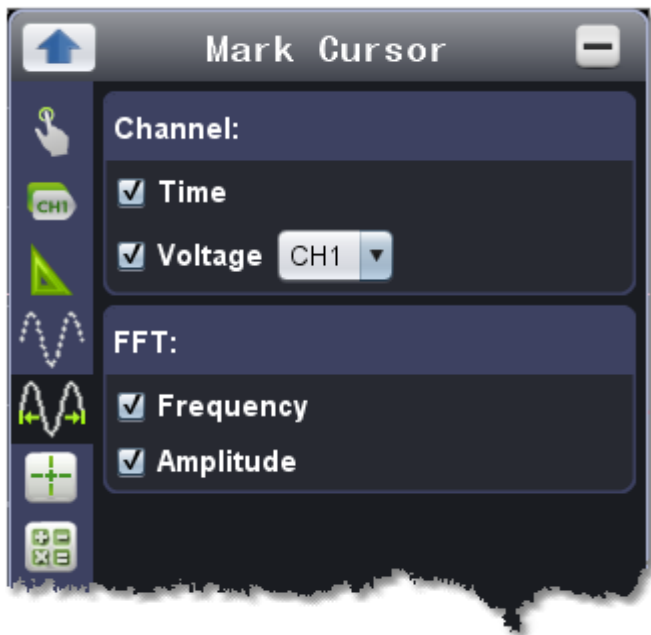 Mark Cursor
Channel:
Time
CH1
Voltage CH1
FFT:
Frequency
Amplitude